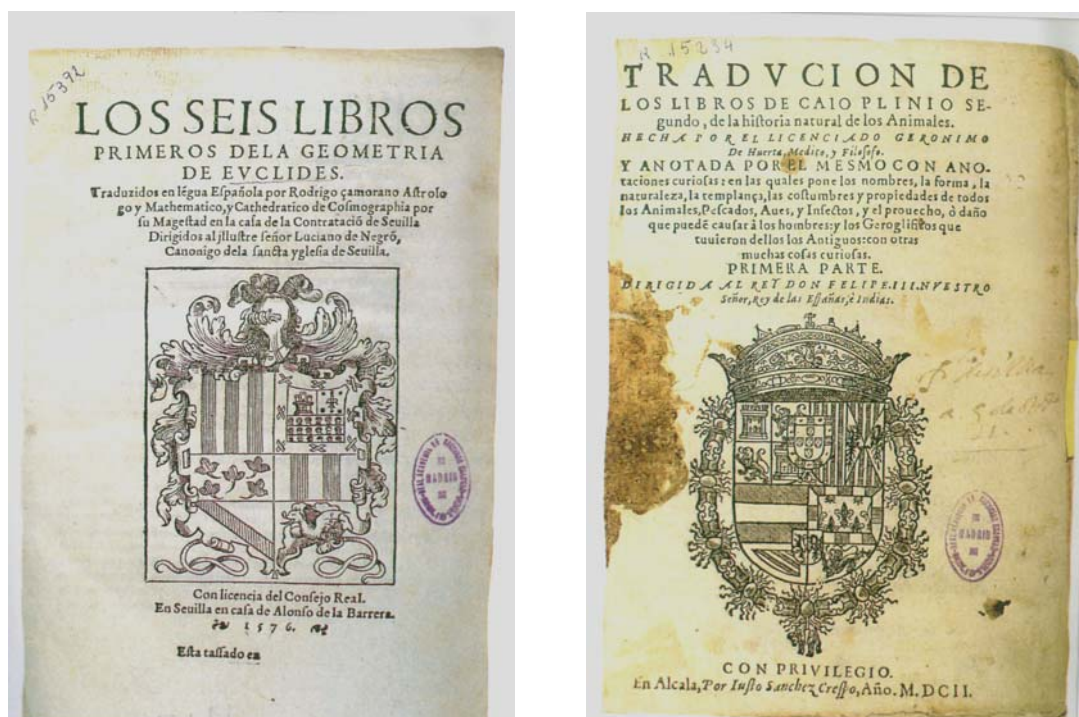 R 15392
LOS SEIS LIBROS
PRIMEROS DELA GEOMETRIA
DE EVCLIDES.
Traduzidos en lẽgua Española por Rodrigo çamorano Aſtrolo
go y Mathematico, y Cathedratico de Coſmographia por
ſu Mageſtad en la caſa de la Contratació de Seuilla
Dirigidos al jlluſtre ſeñor Luciano de Negró,
Canonigo dela ſancta ygleſia de Seuilla.
MADRID
Con licencia del Conſejo Real.
En Seuilla en caſa de Alonſo de la Barrera.
1576.
Eſta taſſado en
R 15234
TRADVCION DE
LOS LIBROS DE CAIO PLINIO SE-
gundo, de la hiſtoria natural de los Animales.
HECHA POR EL LICENCIADO GERONIMO
De Huerta, Medico, y Filoſofo.
Y ANOTADA POR EL MESMO CON ANO-
taciones curioſas: en las quales pone los nombres, la forma, la
naturaleza, la templança, las coſtumbres y propiedades de todos
los Animales, Peſcados, Aues, y Inſectos, y el prouecho, ò daño
que puedẽ cauſar à los hombres: y los Geroglificos que
tuuieron dellos los Antiguos: con otras
muchas coſas curioſas.
PRIMERA PARTE.
DIRIGIDA AL REY DON FELIPE.III.NVESTRO
Señor, Rey de las Eſpañas, è Indias.
MADRID
CON PRIVILEGIO.
En Alcala, Por Iuſto Sanchez Creſpo, Año. M.DCII.